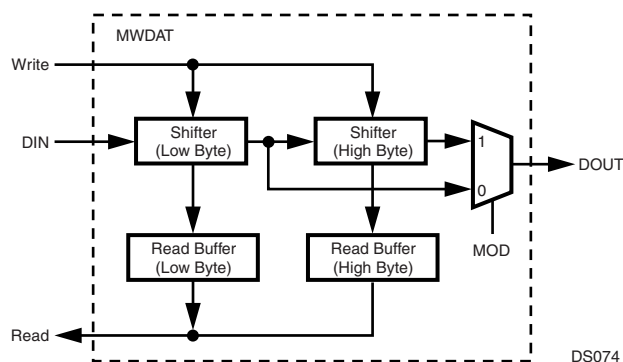 MWDAT
Write
DIN
Shifter
(Low Byte)
Shifter
(High Byte)
1
0
DOUT
MOD
Read Buffer
(Low Byte)
Read Buffer
(High Byte)
Read
DS074